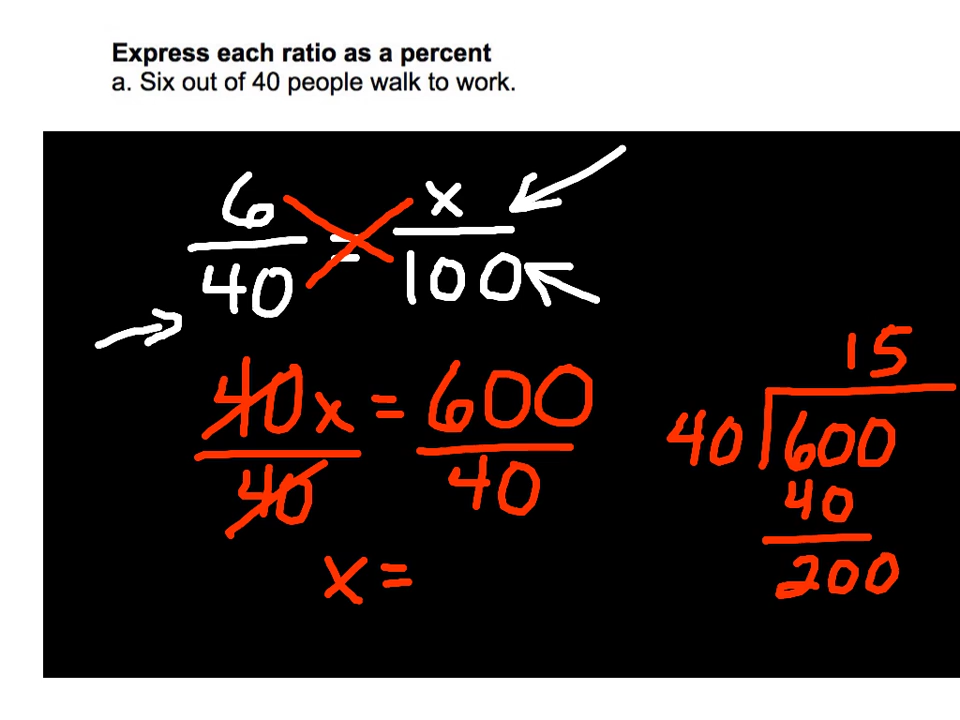 Express each ratio as a percent
a. Six out of 40 people walk to work.
6/40 = x/100
40x/40 = 600/40
x =
15
40 600
40
200